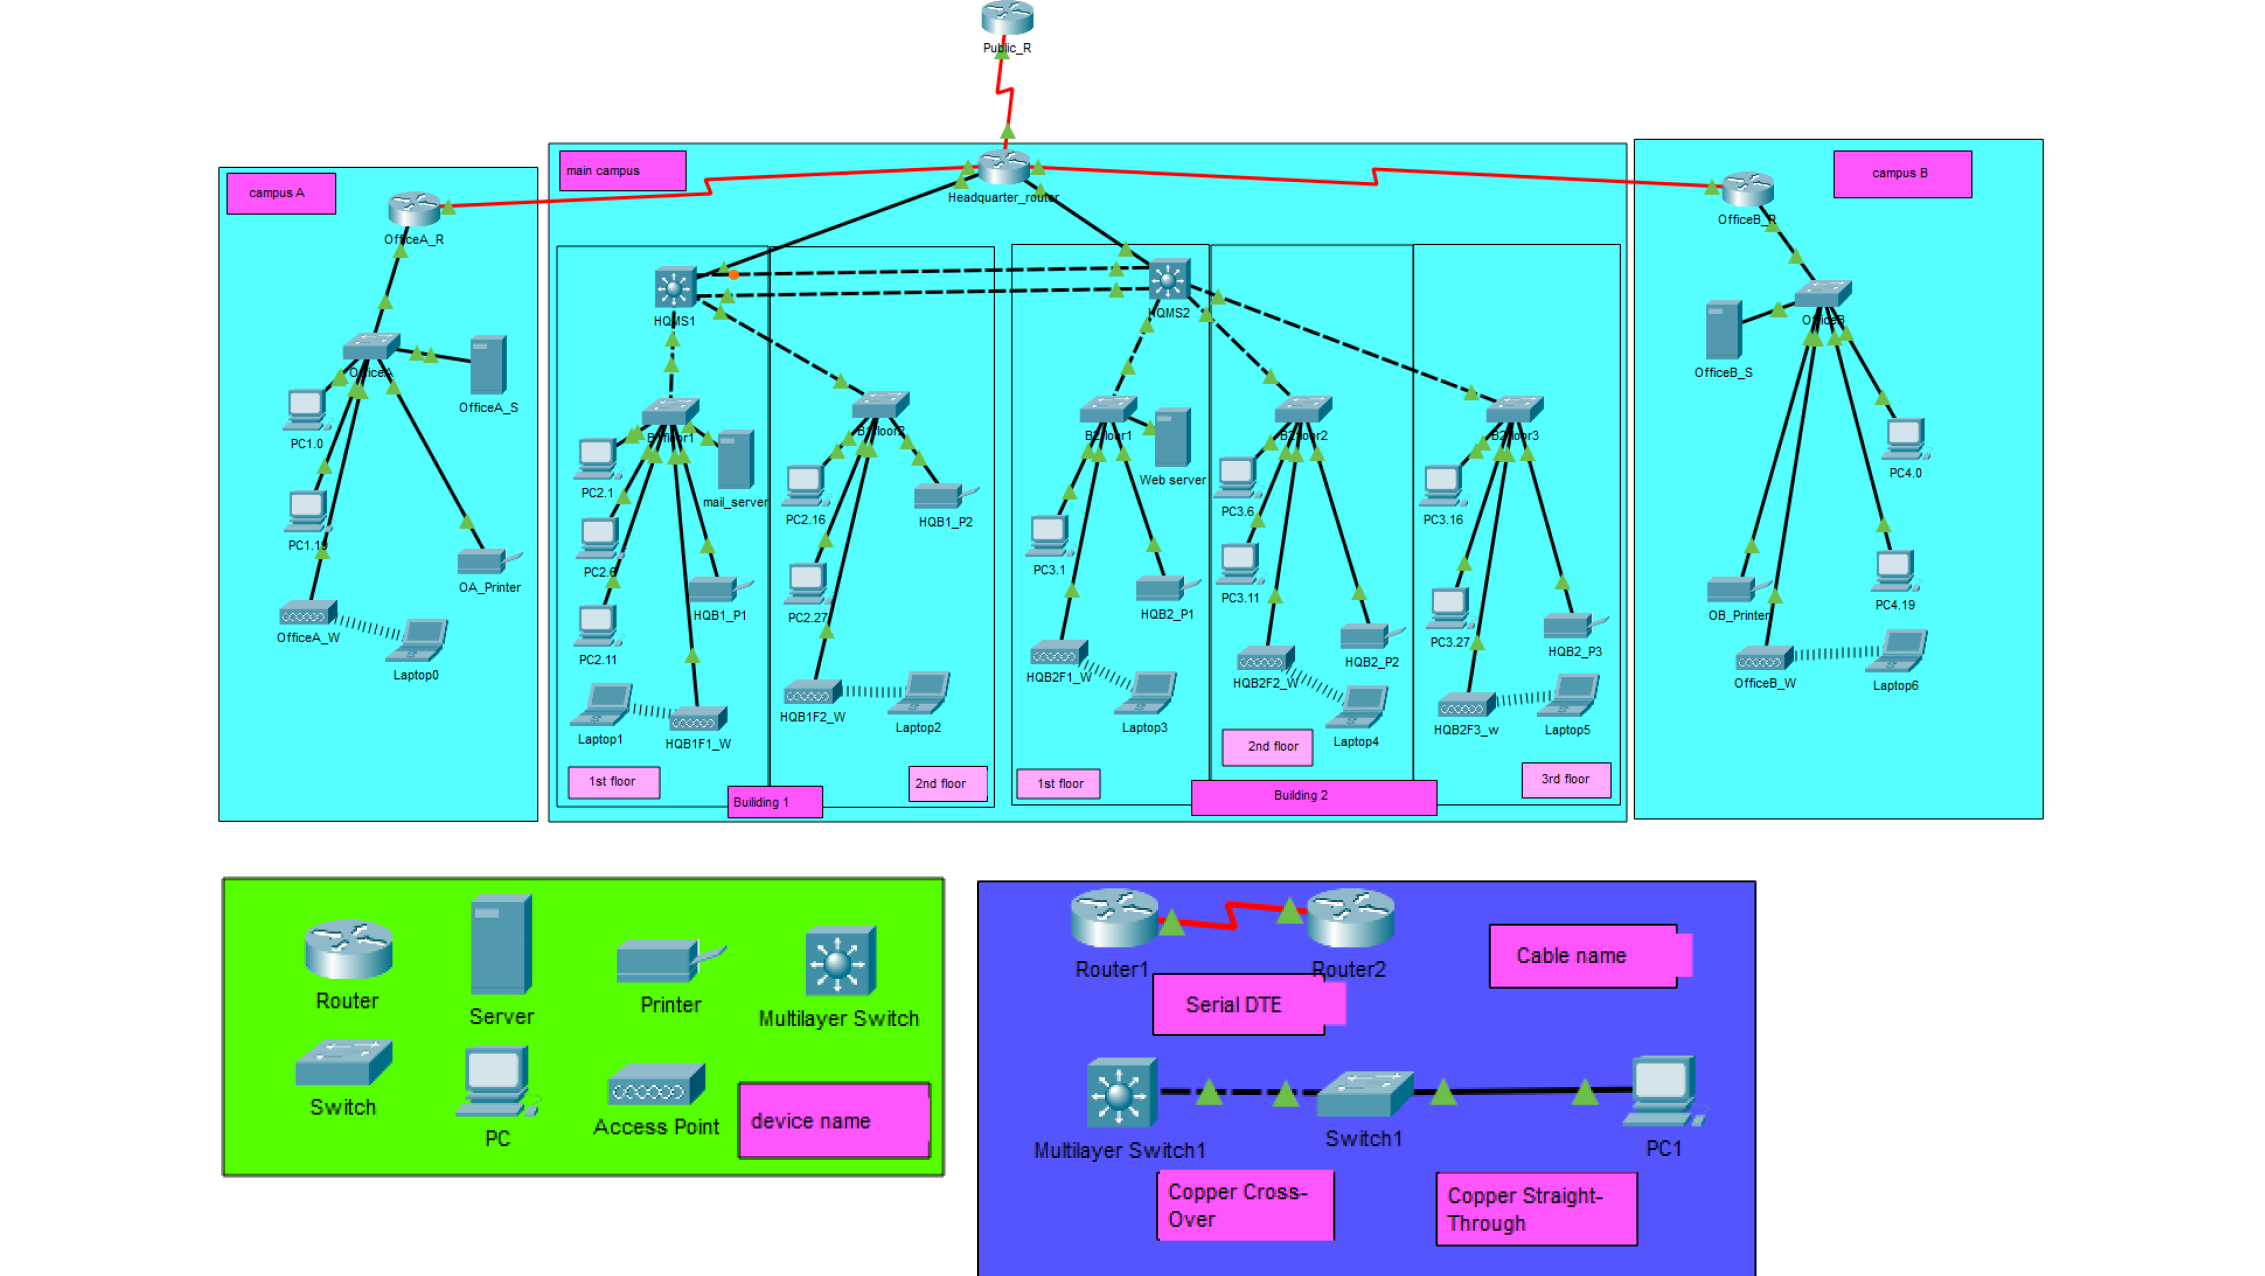 Public_R
campus A
main campus
campus B
Headquarter_router
OfficeA_R
OfficeB_R
HQMS1
HQMS2
OfficeA
OfficeA_S
PC1.0
PC1.19
OA_Printer
OfficeA_W
Laptop0
B1floor1
PC2.1
mail_server
PC2.6
HQB1_P1
PC2.11
Laptop1
HQB1F1_W
1st floor
B1floor2
PC2.16
HQB1_P2
PC2.27
HQB1F2_W
Laptop2
2nd floor
Builiding 1
B2floor1
Web server
PC3.1
HQB2_P1
HQB2F1_W
Laptop3
1st floor
B2floor2
PC3.6
PC3.11
HQB2_P2
HQB2F2_W
Laptop4
2nd floor
B2floor3
PC3.16
PC3.27
HQB2_P3
HQB2F3_w
Laptop5
3rd floor
Building 2
OfficeB
OfficeB_S
PC4.0
PC4.19
OB_Printer
OfficeB_W
Laptop6
Router
Server
Printer
Multilayer Switch
Switch
PC
Access Point
device name
Router1
Router2
Cable name
Serial DTE
Multilayer Switch1
Switch1
PC1
Copper Cross-
Over
Copper Straight-
Through